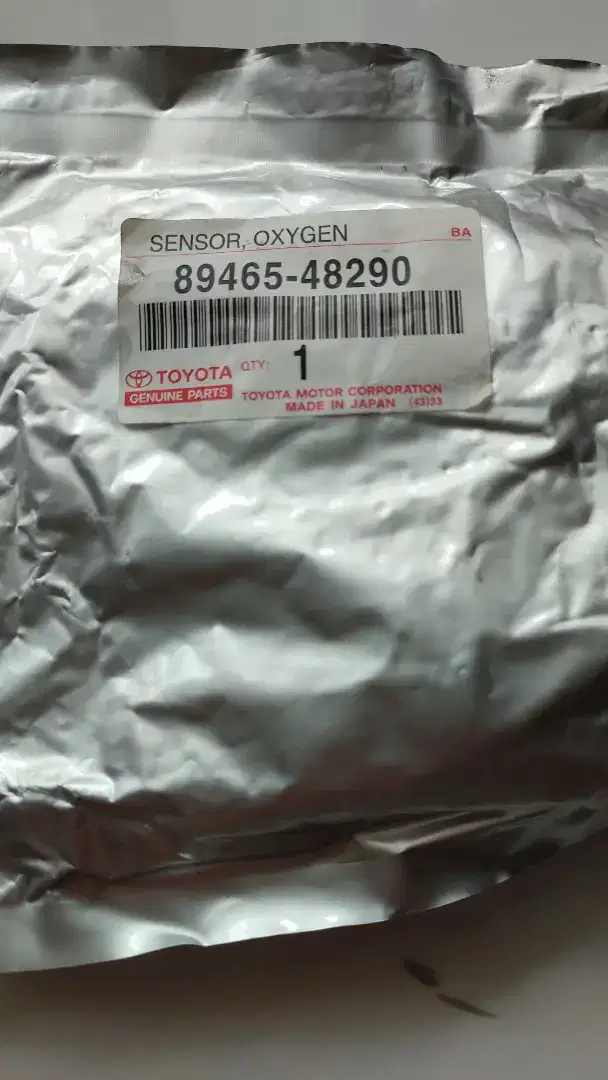 SENSOR, OXYGEN BA
89465-48290
TOYOTA QTY: 1
GENUINE PARTS TOYOTA MOTOR CORPORATION
MADE IN JAPAN (43)33